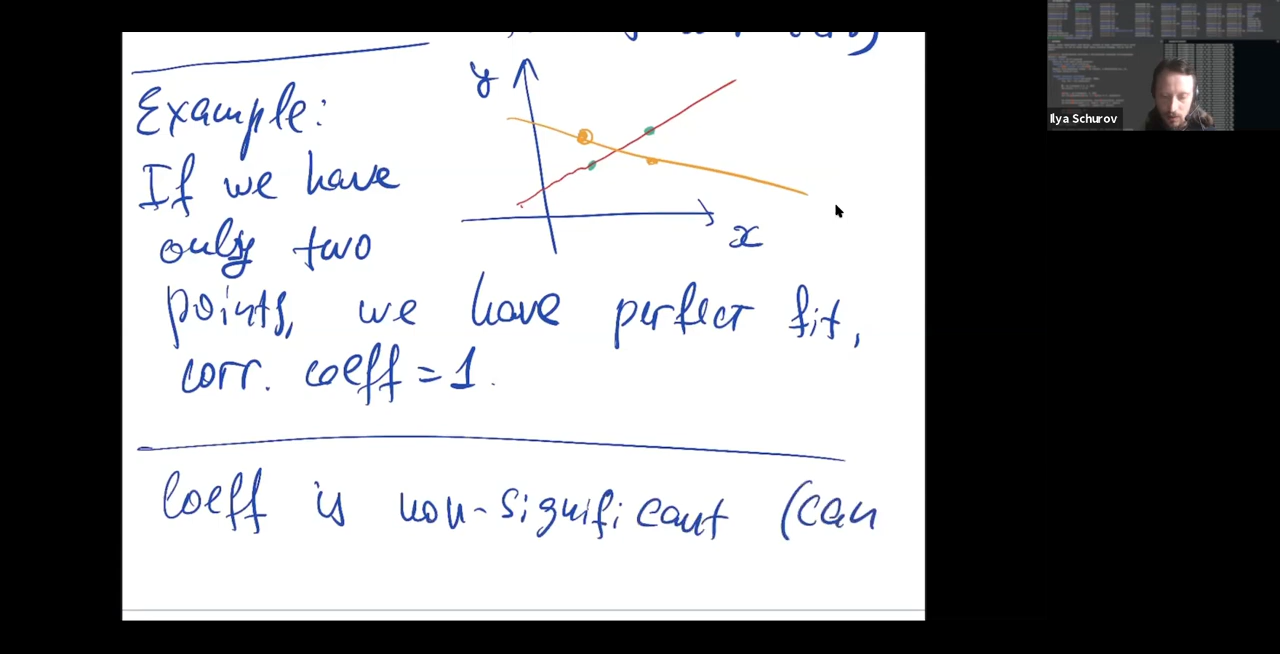 Example:
y
If we have
only two
x
points, we have perfect fit,
corr. coeff = 1.
Coeff is non-significant (can
Ilya Schurov